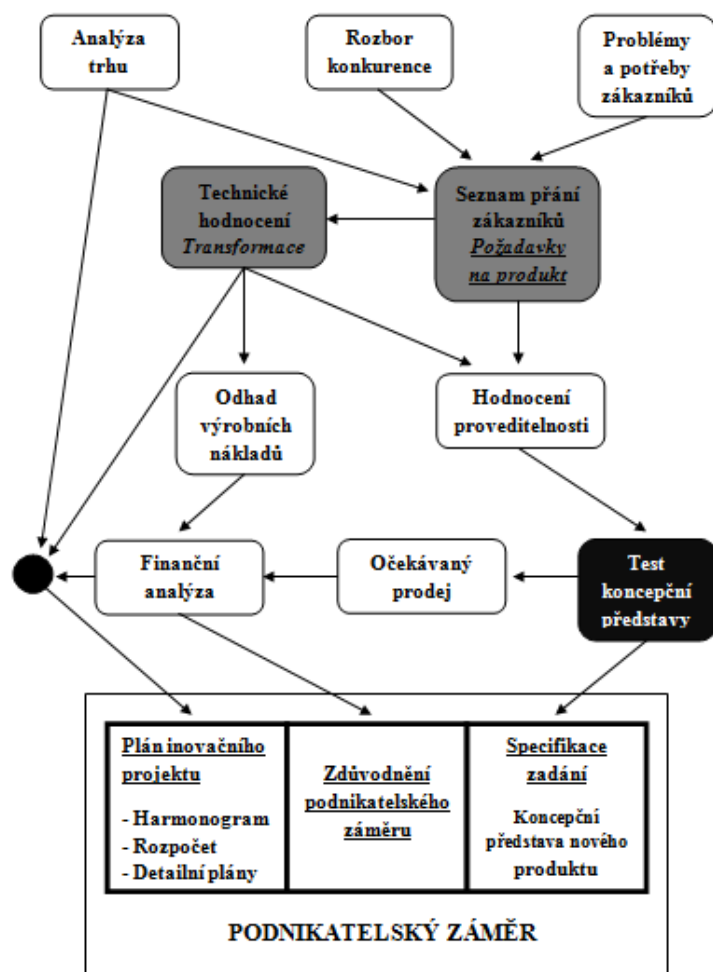 Analýza
trhu
Rozbor
konkurence
Problémy
a potřeby
zákazníků
Technické
hodnocení
Transformace
Seznam přání
zákazníků
Požadavky
na produkt
Odhad
výrobních
nákladů
Hodnocení
proveditelnosti
Finanční
analýza
Očekávaný
prodej
Test
koncepční
představy
Plán inovačního
projektu
- Harmonogram
- Rozpočet
- Detailní plány
Zdůvodnění
podnikatelského
záměru
Specifikace
zadání
Koncepční
představa nového
produktu
PODNIKATELSKÝ ZÁMĚR